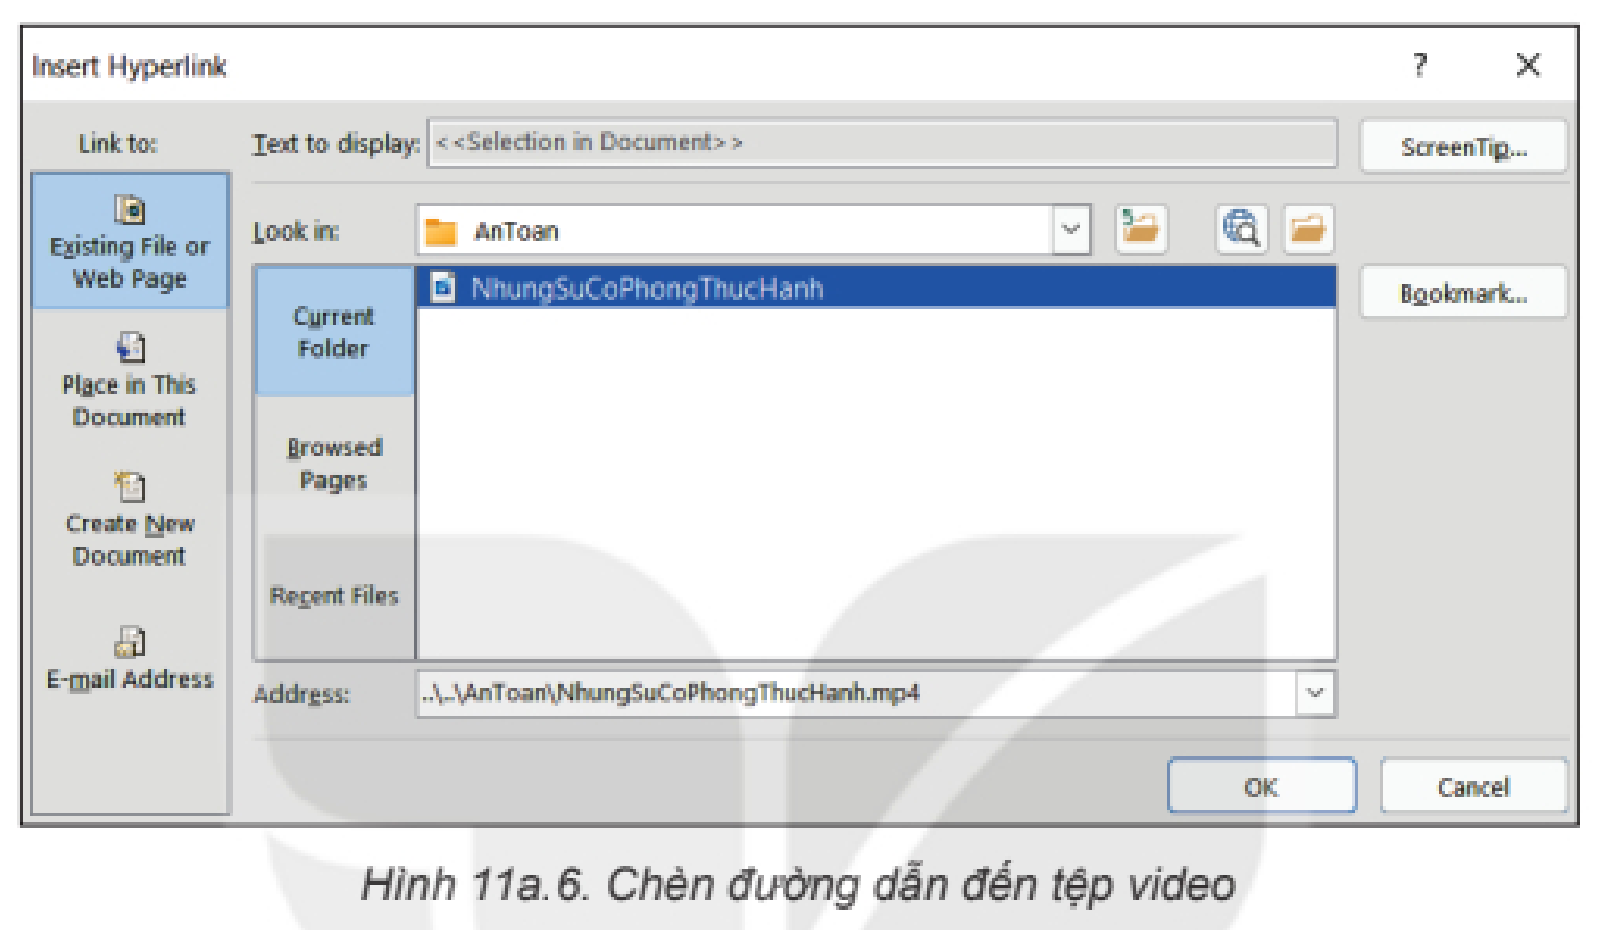 Insert Hyperlink
?
Link to:
Text to display: <<Selection in Document>>
ScreenTip...
Existing File or
Web Page
Look in:
AnToan
Current
Folder
NhungSuCoPhongThucHanh
Bookmark...
Place in This
Document
Browsed
Pages
Create New
Document
Recent Files
E-mail Address
Address:
..\..\AnToan\NhungSuCoPhongThucHanh.mp4
OK
Cancel
Hình 11a.6. Chèn đường dẫn đến tệp video